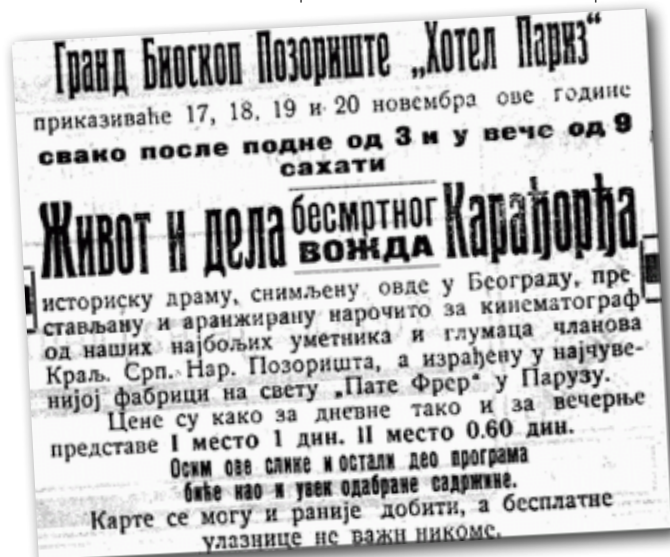 Гранд Биоскоп Позориште „Хотел Париз“
приказиваће 17, 18. 19 и 20 новембра ове године
свако после подне од 3 и у вече од 9
сахати
Живот и дела бесмртног вожда Карађорђа
историску драму, снимљену овде у Београду, пре
стављану и аранжирану нарочито за кинематограф
од наших најбољих уметника и глумаца чланова
Краљ. Срп. Нар. Позоришта, а израђену у најчуве-
нијој фабрици на свету „Пате Фрер“ у Парузу.
Цене су како за дневне тако и за вечерње
представе I место 1 дин. II место 0.60 дин.
Осим ове слике и остали део програма
биће као и увек одабране садржине.
Карте се могу и раније добити, а бесплатне
улазнице не важн никоме.